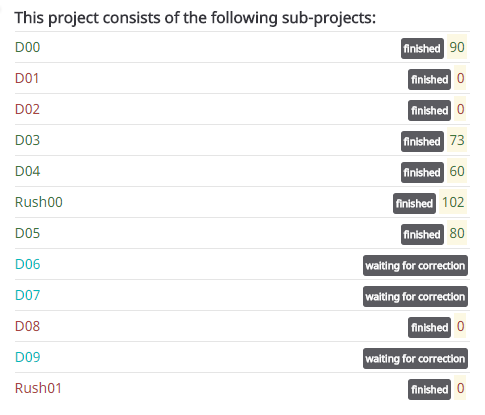 This project consists of the following sub-projects:
D00 finished 90
D01 finished 0
D02 finished 0
D03 finished 73
D04 finished 60
Rush00 finished 102
D05 finished 80
D06 waiting for correction
D07 waiting for correction
D08 finished 0
D09 waiting for correction
Rush01 finished 0